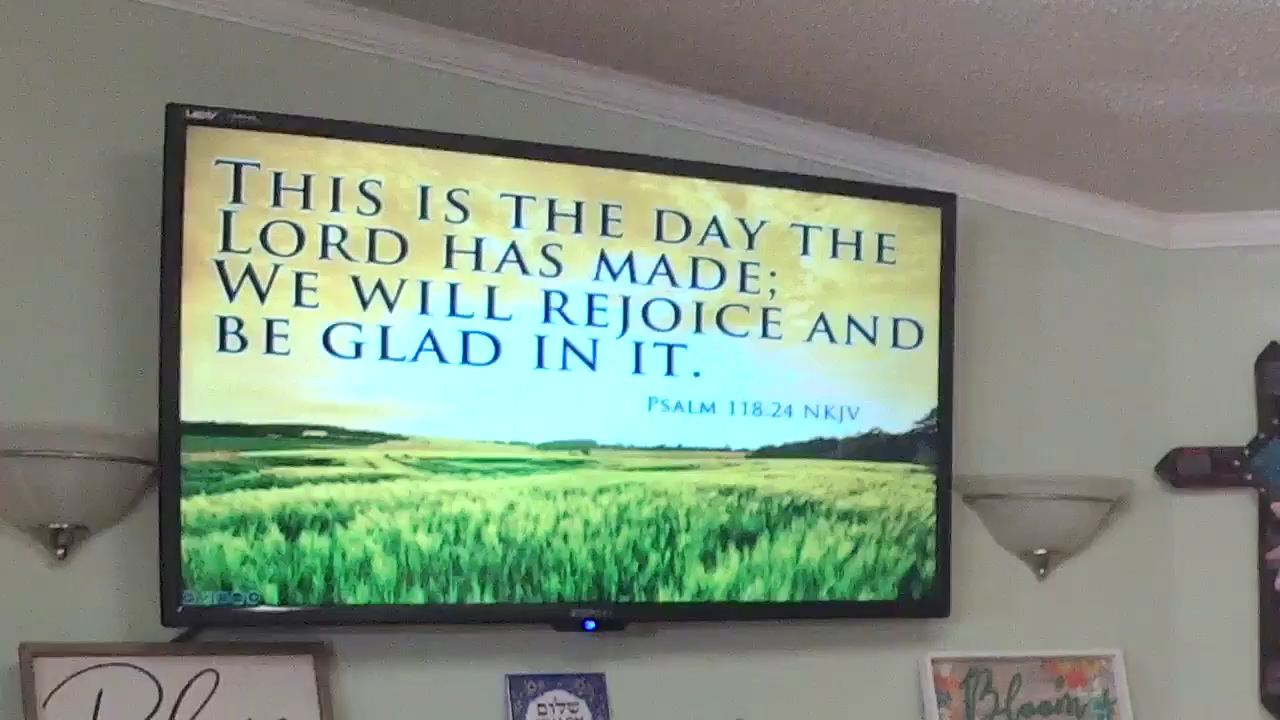 THIS IS THE DAY THE
LORD HAS MADE;
WE WILL REJOICE AND
BE GLAD IN IT.
PSALM 118.24 NKJV
שלום
Bloom